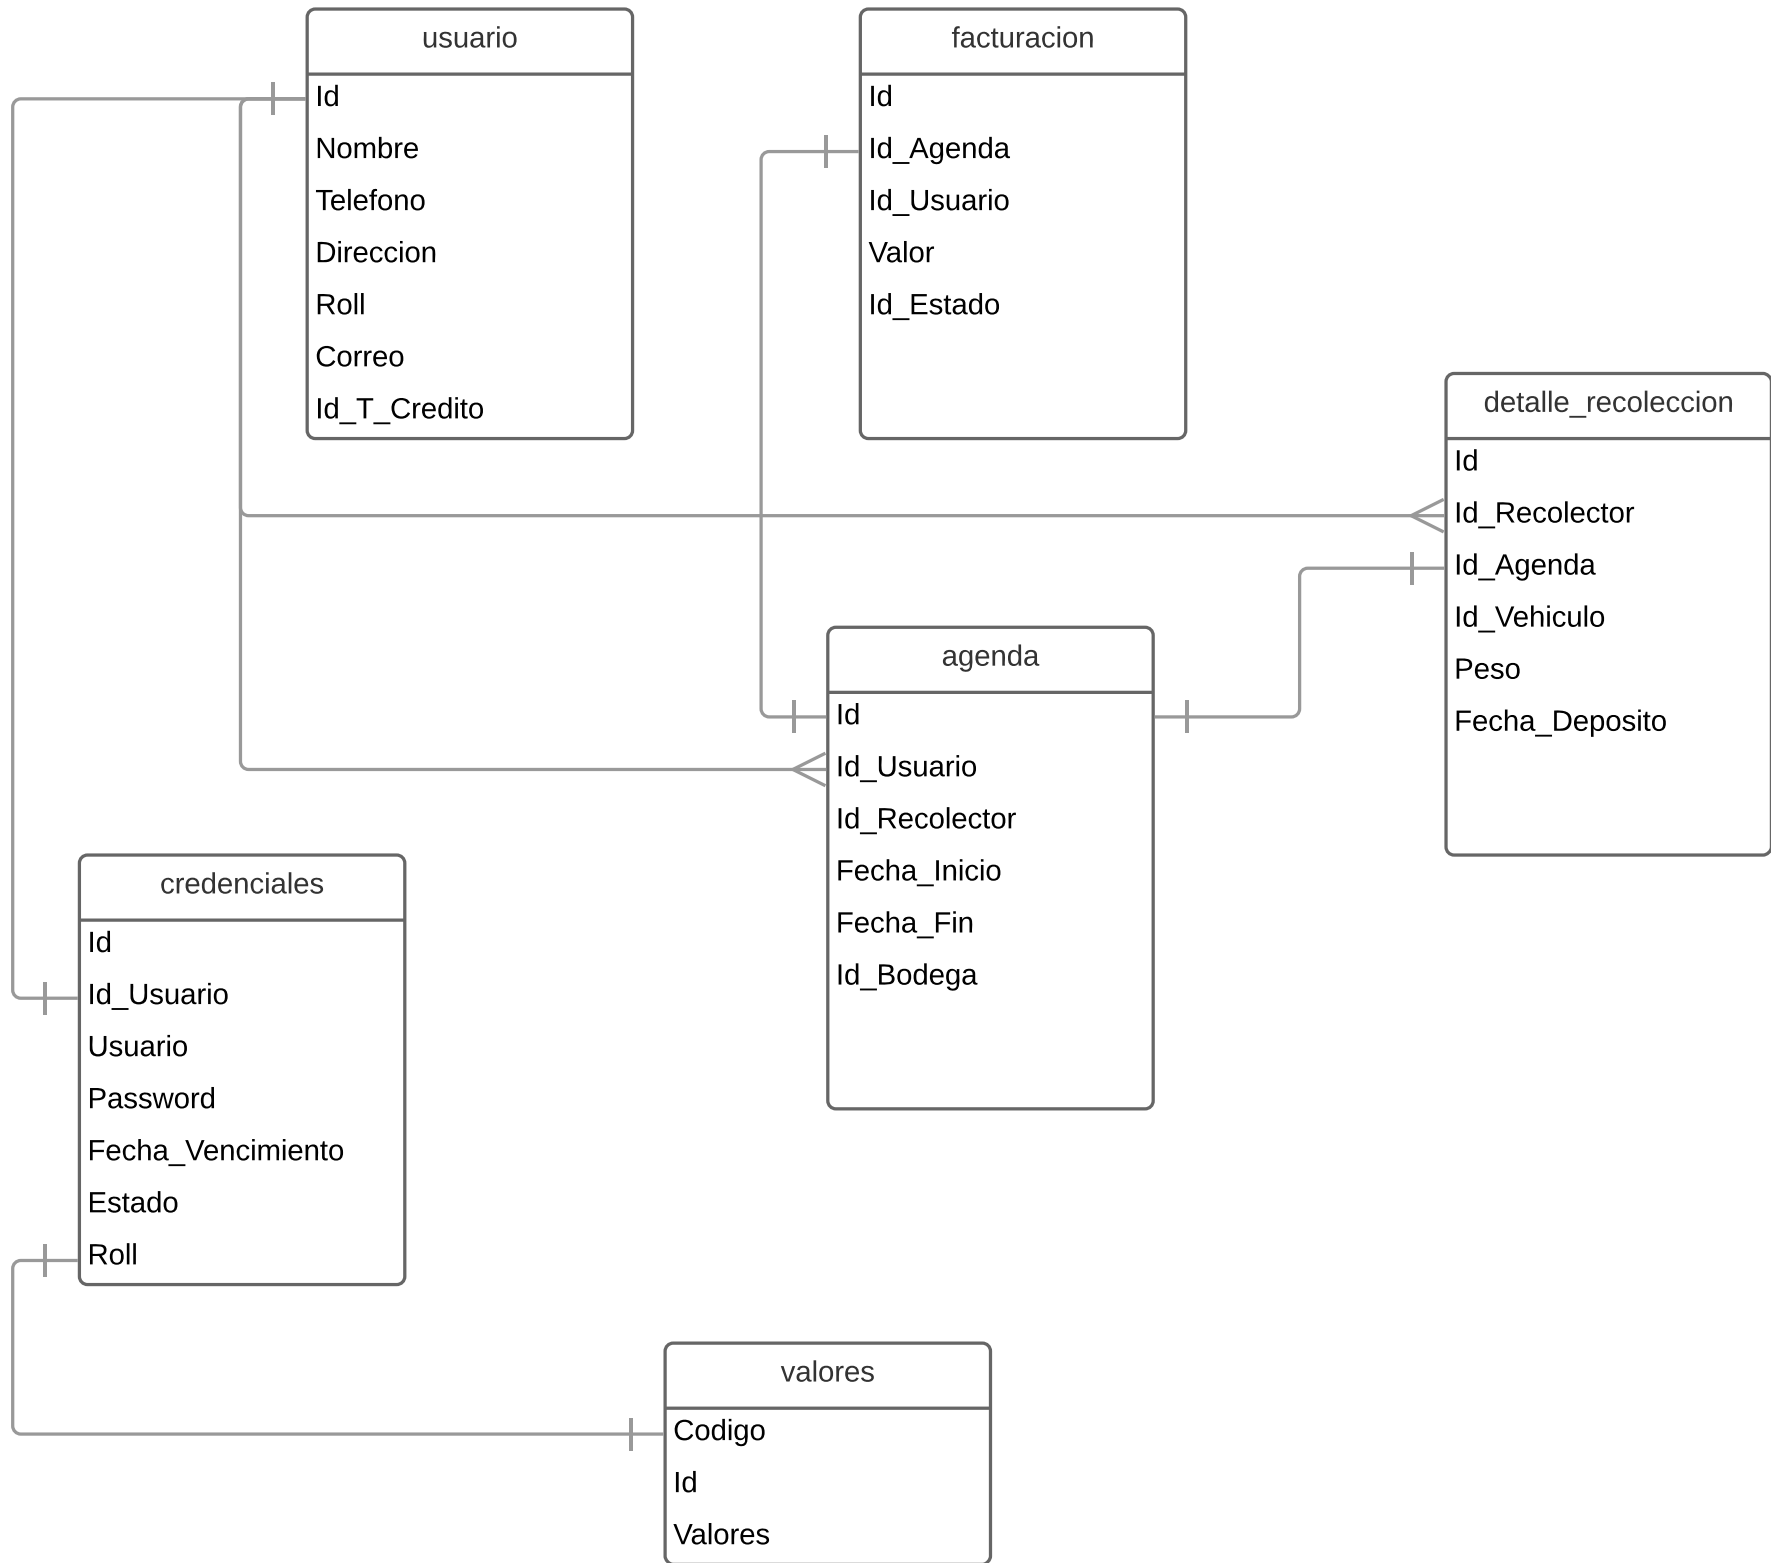 usuario
Id
Nombre
Telefono
Direccion
Roll
Correo
Id_T_Credito
facturacion
Id
Id_Agenda
Id_Usuario
Valor
Id_Estado
detalle_recoleccion
Id
Id_Recolector
Id_Agenda
Id_Vehiculo
Peso
Fecha_Deposito
agenda
Id
Id_Usuario
Id_Recolector
Fecha_Inicio
Fecha_Fin
Id_Bodega
credenciales
Id
Id_Usuario
Usuario
Password
Fecha_Vencimiento
Estado
Roll
valores
Codigo
Id
Valores